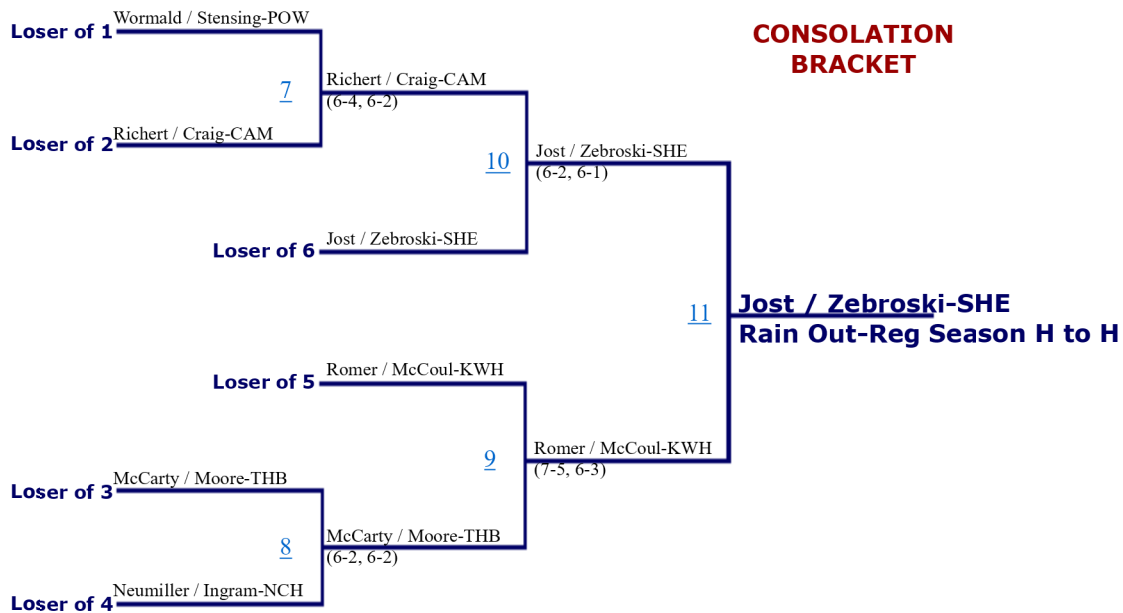 Wormald / Stensing-POW
Loser of 1
CONSOLATION
BRACKET
7
Richert / Craig-CAM
(6-4, 6-2)
Richert / Craig-CAM
Loser of 2
10
Jost / Zebroski-SHE
(6-2, 6-1)
Loser of 6
Jost / Zebroski-SHE
11
Jost / Zebroski-SHE
Rain Out-Reg Season H to H
Loser of 5
Romer / McCoul-KWH
9
Romer / McCoul-KWH
(7-5, 6-3)
McCarty / Moore-THB
Loser of 3
8
McCarty / Moore-THB
(6-2, 6-2)
Neumiller / Ingram-NCH
Loser of 4